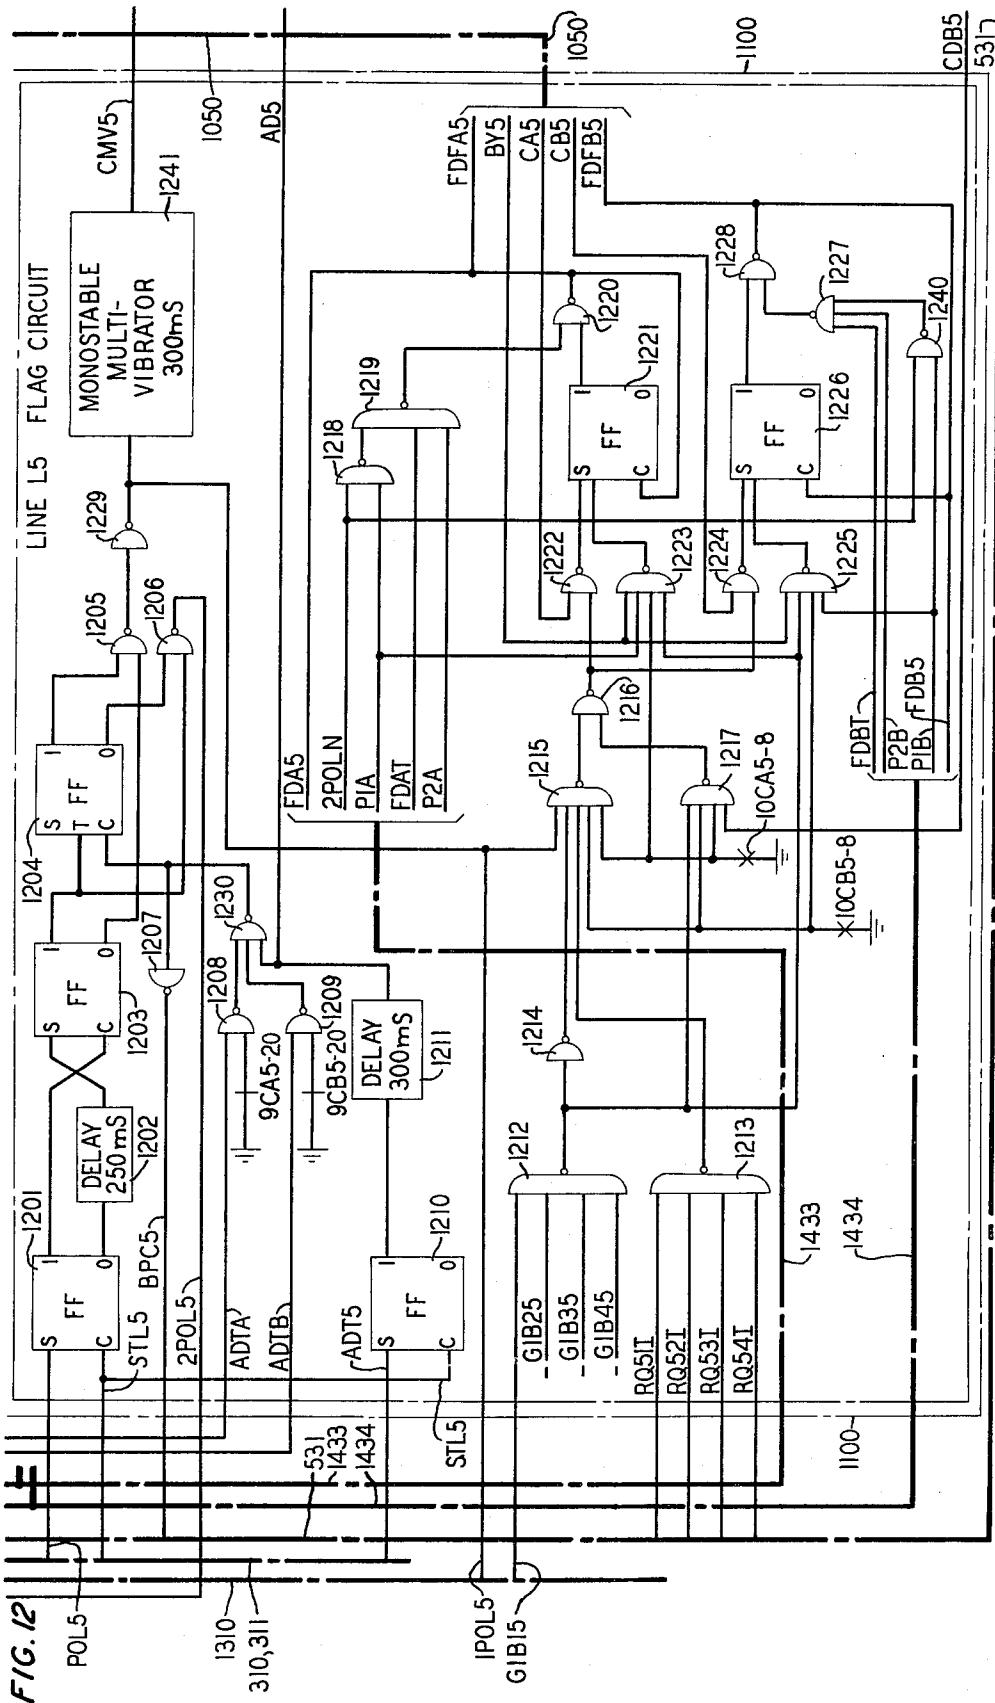 FIG. 12
LINE L5 FLAG CIRCUIT
POL5
1310
310,311
1POL5
GIB15
531
1433
1434
1100
STL5
BPC5
2POL5
ADTA
ADTB
ADT5
STL5
1201
FF
S
C
1
0
DELAY
250mS
1202
FF
S
C
1
0
1203
1204
S
T
C
FF
1
0
1205
1206
1207
1229
MONOSTABLE
MULTI-
VIBRATOR
300mS
1241
CMV5
1050
AD5
1208
1209
1230
9CA5-20
9CB5-20
FF
S
C
1
0
1210
DELAY
300mS
1211
FDA5
2POLN
P1A
FDAT
P2A
1218
1219
1220
FF
S
C
1
0
1221
1222
1223
1224
1225
FF
S
C
1
0
1226
1227
1228
1240
FDFA5
BY5
CA5
CB5
FDFB5
1050
1100
GIB25
GIB35
GIB45
1212
RQ51I
RQ52I
RQ53I
RQ54I
1213
1214
1215
1216
1217
10CA5-8
10CB5-8
FDBT
P2B
P1B
FDB5
1433
1434
CDB5
531